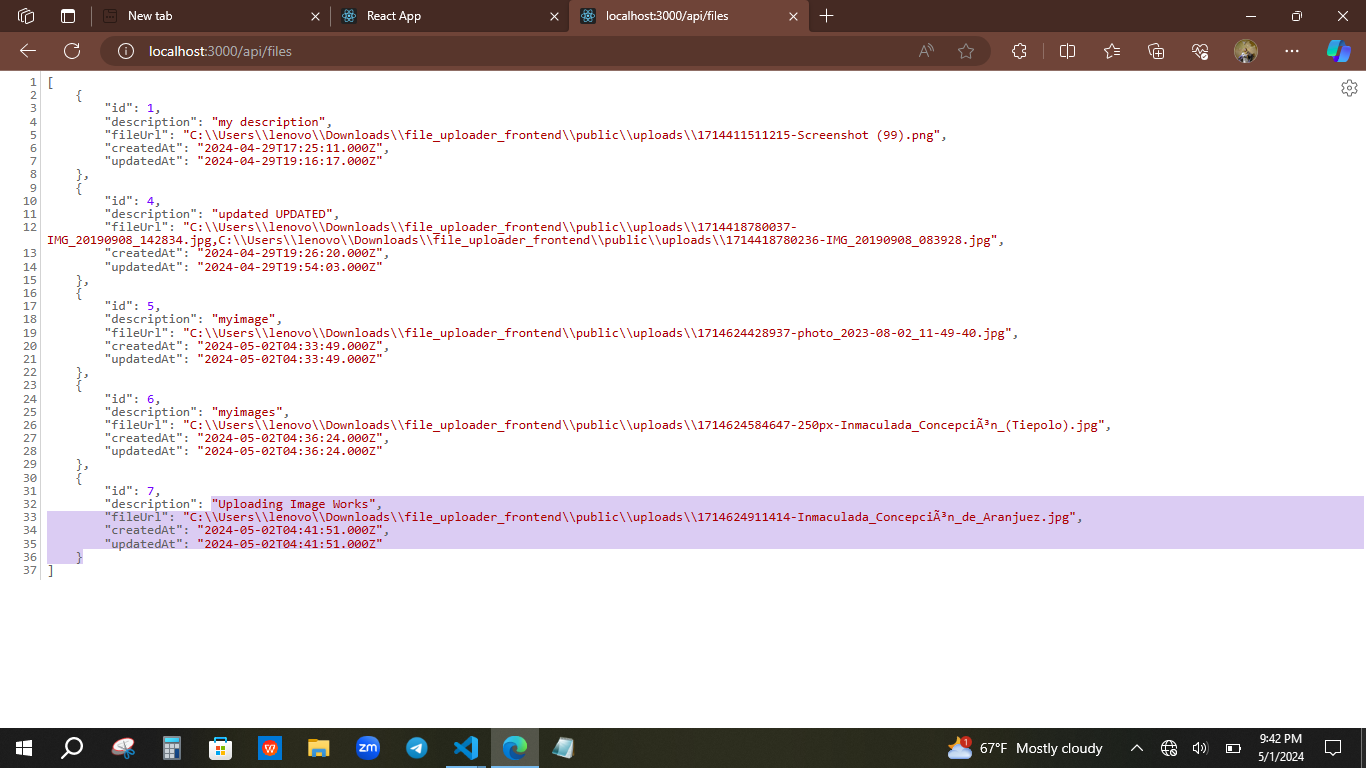 New tab
React App
localhost:3000/api/files
localhost:3000/api/files
1 [
2 {
3 "id": 1,
4 "description": "my description",
5 "fileUrl": "C:\\Users\\lenovo\\Downloads\\file_uploader_frontend\\public\\uploads\\1714411511215-Screenshot (99).png",
6 "createdAt": "2024-04-29T17:25:11.000Z",
7 "updatedAt": "2024-04-29T19:16:17.000Z"
8 },
9 {
10 "id": 4,
11 "description": "updated UPDATED",
12 "fileUrl": "C:\\Users\\lenovo\\Downloads\\file_uploader_frontend\\public\\uploads\\1714418780037-
IMG_20190908_142834.jpg,C:\\Users\\lenovo\\Downloads\\file_uploader_frontend\\public\\uploads\\1714418780236-IMG_20190908_083928.jpg",
13 "createdAt": "2024-04-29T19:26:20.000Z",
14 "updatedAt": "2024-04-29T19:54:03.000Z"
15 },
16 {
17 "id": 5,
18 "description": "myimage",
19 "fileUrl": "C:\\Users\\lenovo\\Downloads\\file_uploader_frontend\\public\\uploads\\1714624428937-photo_2023-08-02_11-49-40.jpg",
20 "createdAt": "2024-05-02T04:33:49.000Z",
21 "updatedAt": "2024-05-02T04:33:49.000Z"
22 },
23 {
24 "id": 6,
25 "description": "myimages",
26 "fileUrl": "C:\\Users\\lenovo\\Downloads\\file_uploader_frontend\\public\\uploads\\1714624584647-250px-Inmaculada_ConcepciÃ³n_(Tiepolo).jpg",
27 "createdAt": "2024-05-02T04:36:24.000Z",
28 "updatedAt": "2024-05-02T04:36:24.000Z"
29 },
30 {
31 "id": 7,
32 "description": "Uploading Image Works",
33 "fileUrl": "C:\\Users\\lenovo\\Downloads\\file_uploader_frontend\\public\\uploads\\1714624911414-Inmaculada_ConcepciÃ³n_de_Aranjuez.jpg",
34 "createdAt": "2024-05-02T04:41:51.000Z",
35 "updatedAt": "2024-05-02T04:41:51.000Z"
36 }
37 ]
zm
1
67°F Mostly cloudy
9:42 PM
5/1/2024